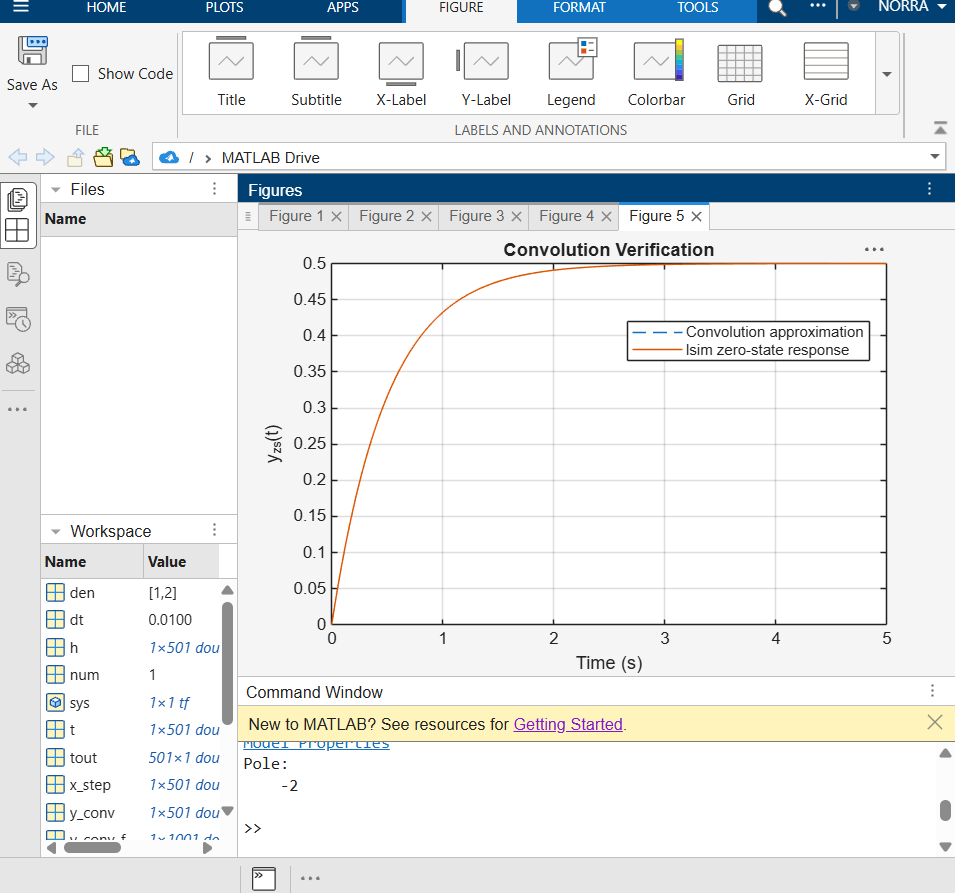 HOME PLOTS APPS FIGURE FORMAT TOOLS NORRA
Save As Show Code
Title Subtitle X-Label Y-Label Legend Colorbar Grid X-Grid
FILE LABELS AND ANNOTATIONS
/ › MATLAB Drive
Files
Name
Figures
Figure 1 Figure 2 Figure 3 Figure 4 Figure 5
Convolution Verification
0.5
0.45
0.4
0.35
0.3
0.25
0.2
0.15
0.1
0.05
0
yzs(t)
Convolution approximation
lsim zero-state response
0 1 2 3 4 5
Time (s)
Workspace
Name Value
den [1,2]
dt 0.0100
h 1×501 dou
num 1
sys 1×1 tf
t 1×501 dou
tout 501×1 dou
x_step 1×501 dou
y_conv 1×501 dou
y_conv_f 1×1001 do
Command Window
New to MATLAB? See resources for Getting Started.
Model Properties
Pole:
-2
>>